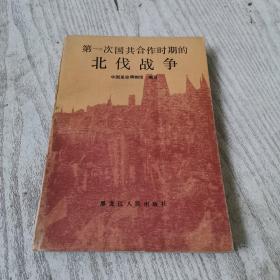 第一次国共合作时期的
北伐战争
中国革命博物馆 编写
黑龙江人民出版社